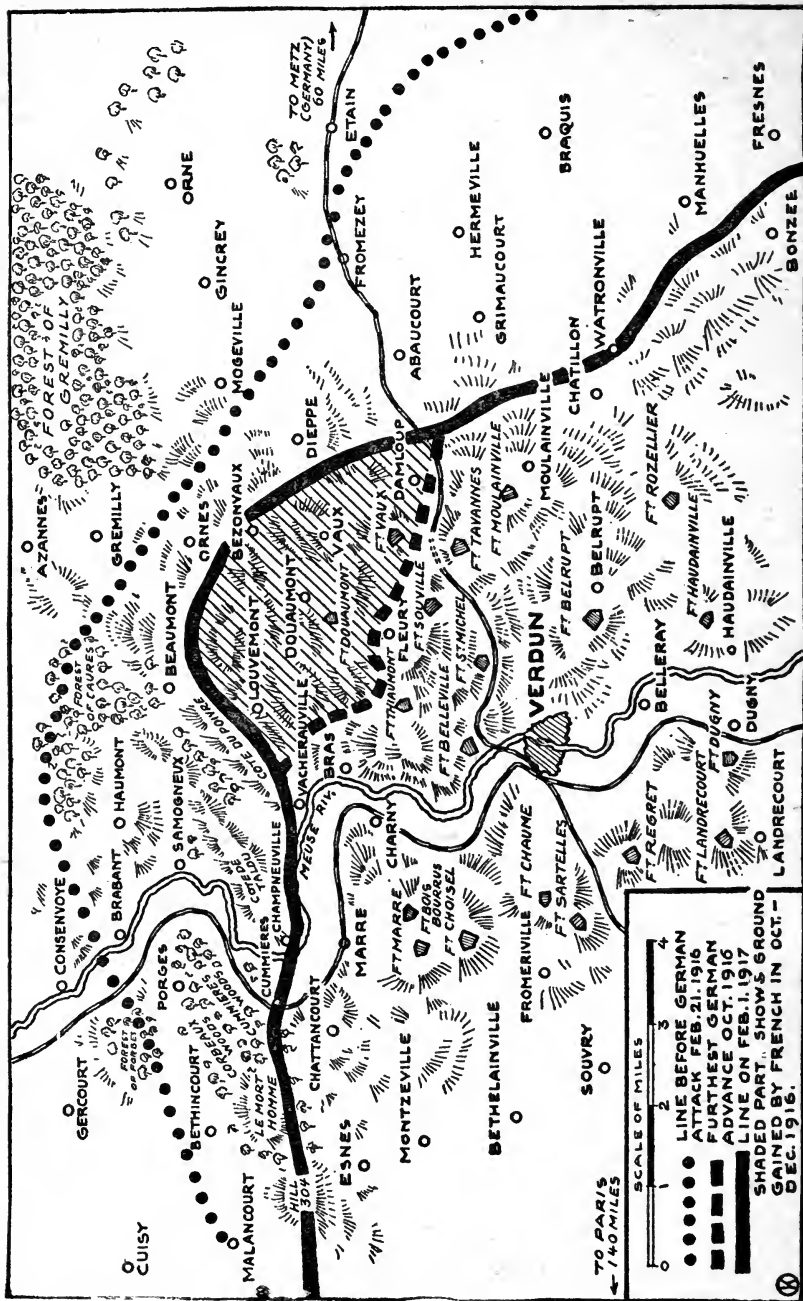 CUISY
GERCOURT
CONSENVOYE
AZANNES-
FOREST OF
GREMILLY
FOREST
OF CAURES
FOREST
OF FORGES
BRABANT
HAUMONT
GREMILLY
PORGES
SAMOGNEUX
BEAUMONT
ORNES
ORNE
MALANCOURT
BETHINCOURT
CORBEAUX
WOODS
CUMMIERES
WOODS
COTE DE
TALOU
COTE DU POIVRE
BEZONVAUX
MOGEVILLE
GINCREY
LE MORT
HOMME
CUMMIERES
CHAMPNEUVILLE
LOUVEMONT
HILL
304
VACHERAUVILLE
DOUAUMONT
DIEPPE
TO METZ
(GERMANY)
60 MILES
CHATTANCOURT
MEUSE RIV.
BRAS
VAUX
ESNES
MARRE
CHARNY
FT DOUAUMONT
FROMEZEY
ETAIN
FT MARRE
FT THIAUMONT
FLEURY
FT VAUX
DAMLOUP
MONTZEVILLE
FT BOIS
BOURRUS
FT SOUVILLE
ABAUCOURT
FT CHOISEL
FT BELLEVILLE
FT ST MICHEL
FT TAVANNES
HERMEVILLE
GRIMAUCOURT
BETHELAINVILLE
FT MOULAINVILLE
FROMERIVILLE
FT CHAUME
VERDUN
MOULAINVILLE
BRAQUIS
FT SARTELLES
FT BELRUPT
CHATILLON
SOUVRY
BELRUPT
WATRONVILLE
TO PARIS
140 MILES
FT REGRET
BELLERAY
FT ROZELLIER
FT LANDRECOURT
FT DUGNY
FT HAUDAINVILLE
MANHUELLES
DUGNY
HAUDAINVILLE
LANDRECOURT
BONZEE
FRESNES
SCALE OF MILES
0 1 2 3 4
LINE BEFORE GERMAN
ATTACK FEB. 21. 1916
FURTHEST GERMAN
ADVANCE OCT. 1916
LINE ON FEB. 1. 1917
SHADED PART SHOWS GROUND
GAINED BY FRENCH IN OCT.-
DEC. 1916.